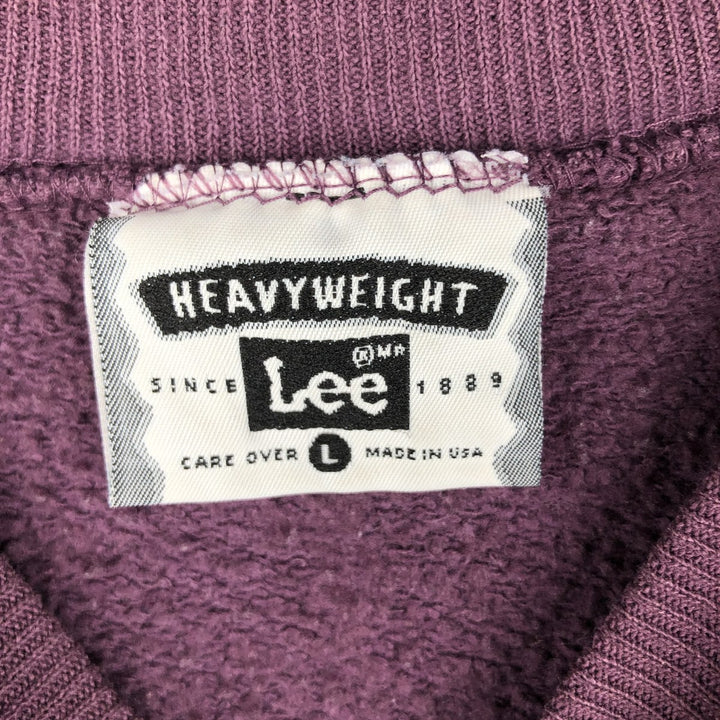 HEAVYWEIGHT
SINCE Lee ® MR 1889
CARE OVER L MADE IN USA